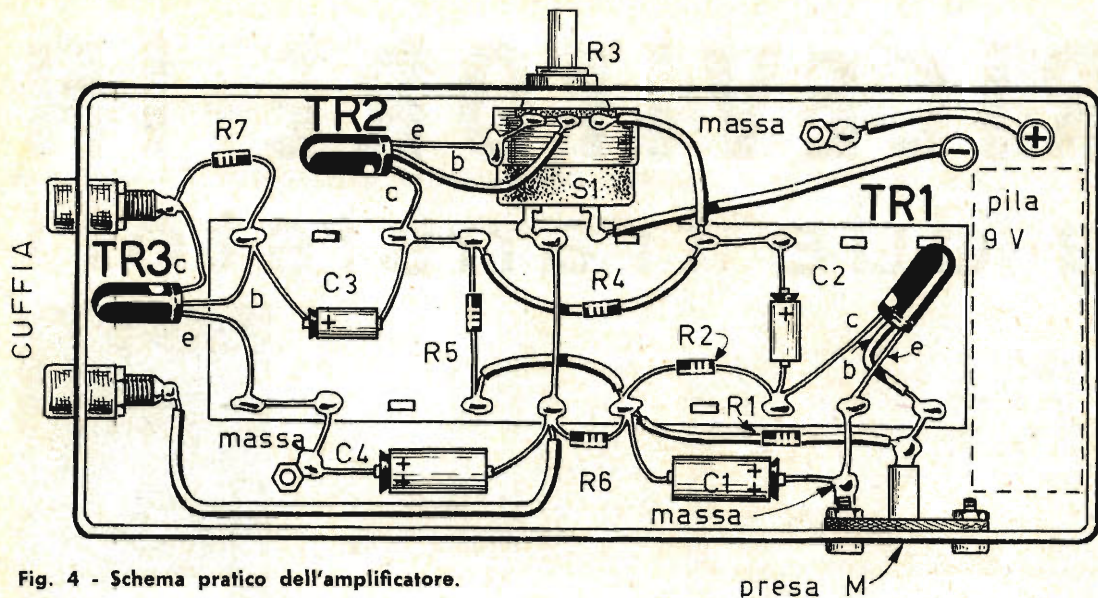 R3
TR2
massa
+
R7
e
b
−
c
S1
TR1
pila
9 V
CUFFIA
TR3
c
b
e
C3
+
R4
C2
+
R5
R2
c
e
b
R1
massa
C4
+
+
R6
C1
+
+
massa
presa M
Fig. 4 - Schema pratico dell'amplificatore.